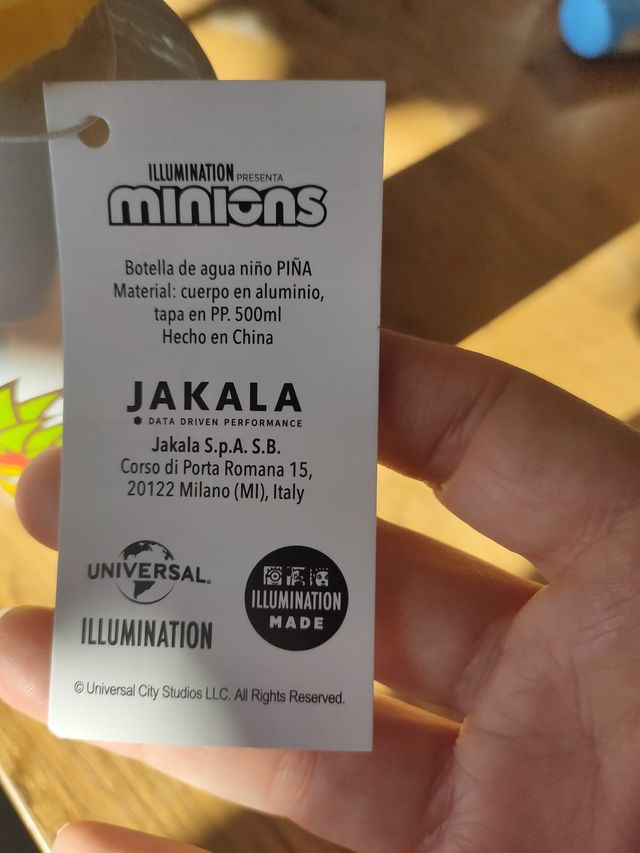 ILLUMINATION PRESENTA
minions
Botella de agua niño PIÑA
Material: cuerpo en aluminio,
tapa en PP. 500ml
Hecho en China
JAKALA
DATA DRIVEN PERFORMANCE
Jakala S.p.A. S.B.
Corso di Porta Romana 15,
20122 Milano (MI), Italy
UNIVERSAL.
ILLUMINATION
ILLUMINATION
MADE
© Universal City Studios LLC. All Rights Reserved.